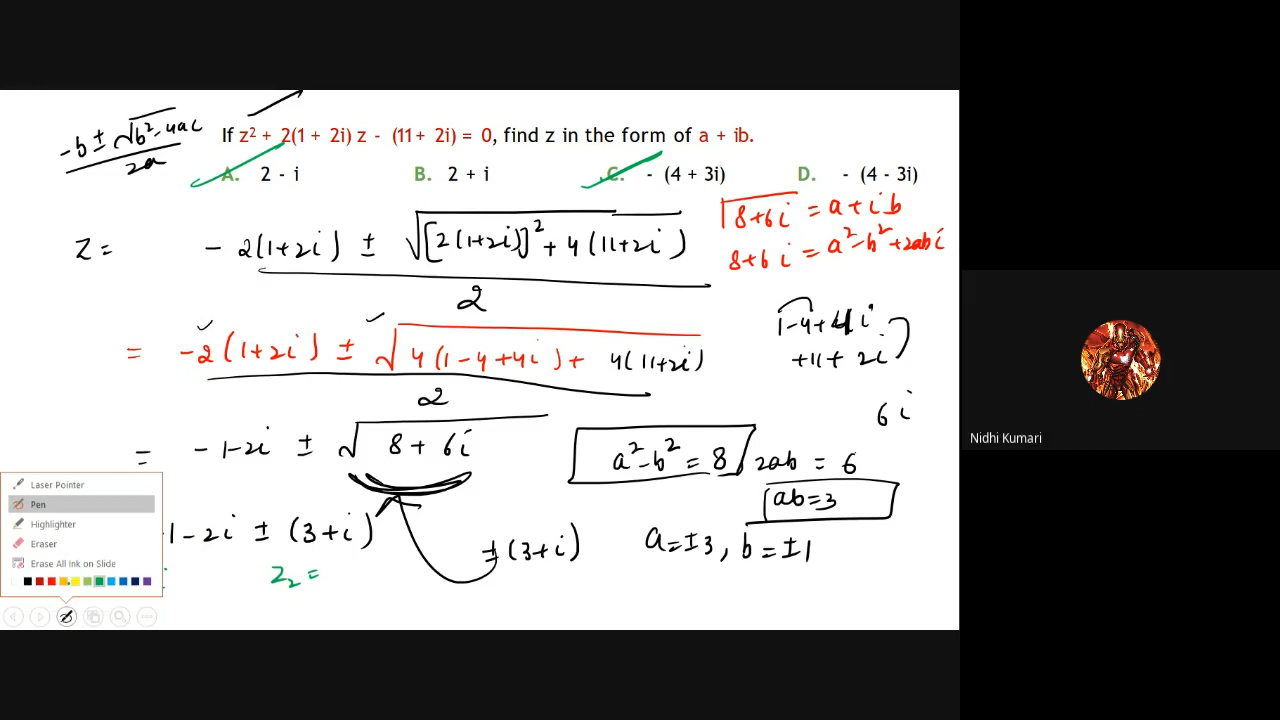 -b ± √b² - 4ac
2a
If z² + 2(1 + 2i) z - (11+ 2i) = 0, find z in the form of a + ib.
A. 2 - i B. 2 + i C. - (4 + 3i) D. - (4 - 3i)
√8+6i = a+ib
8+6i = a²-b²+2abi
z = -2(1+2i) ± √[2(1+2i)]² + 4(11+2i)
2
1-4+4i
+11+2i
= -2(1+2i) ± √4(1-4+4i) + 4(11+2i)
2
6i
= -1-2i ± √8+6i
a²-b² = 8 2ab = 6
ab=3
-1-2i ± (3+i)
±(3+i)
a=±3, b=±1
z₂ =
Laser Pointer
Pen
Highlighter
Eraser
Erase All Ink on Slide
Nidhi Kumari